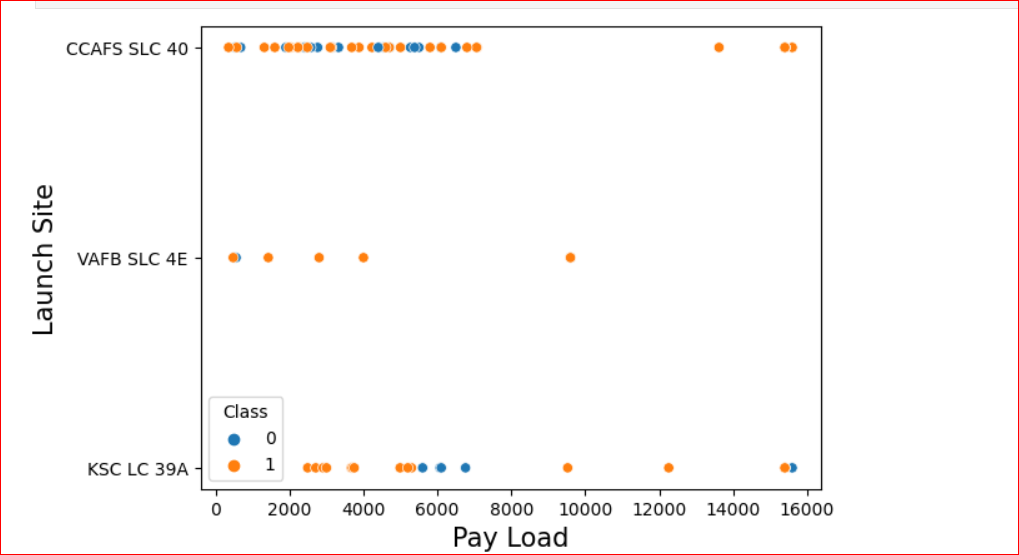 CCAFS SLC 40
VAFB SLC 4E
KSC LC 39A
Launch Site
Class
0
1
0 2000 4000 6000 8000 10000 12000 14000 16000
Pay Load